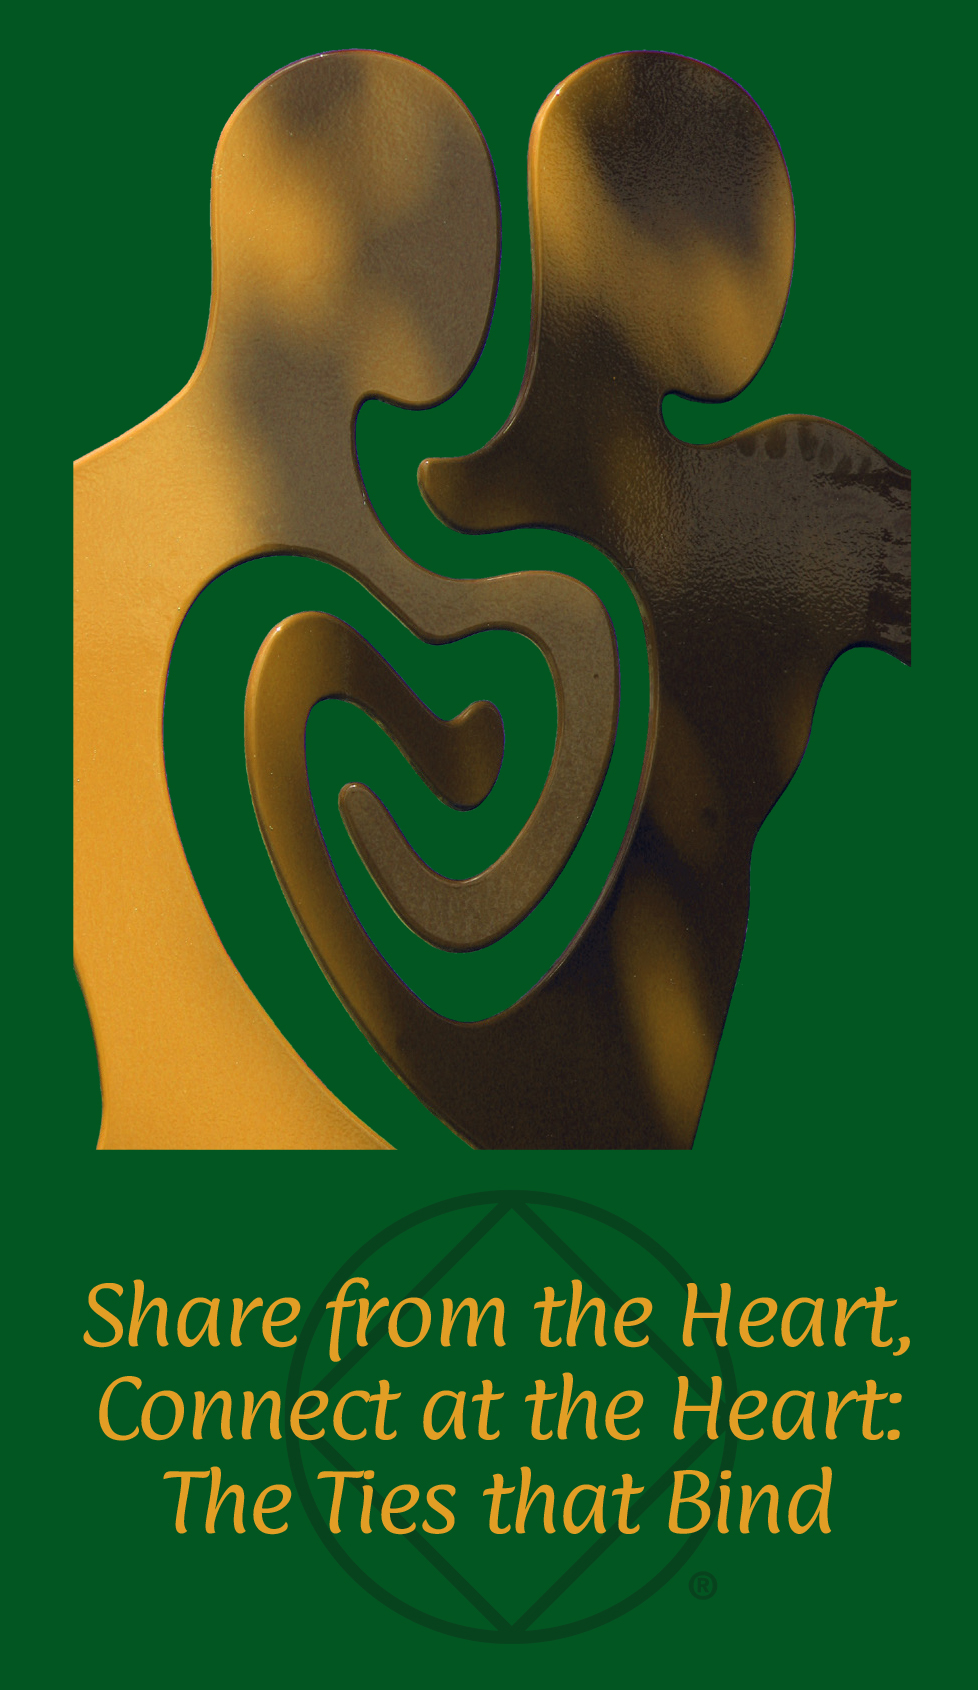 Share from the Heart,
Connect at the Heart:
The Ties that Bind
®